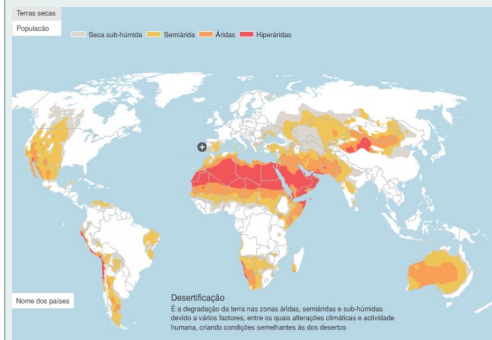 Terras secas
População
Seca sub-húmida
Semiárida
Áridas
Hiperáridas
Nome dos países
Desertificação
É a degradação da terra nas zonas áridas, semiáridas e sub-húmidas
devido a vários factores, entre os quais alterações climáticas e actividade
humana, criando condições semelhantes às dos desertos